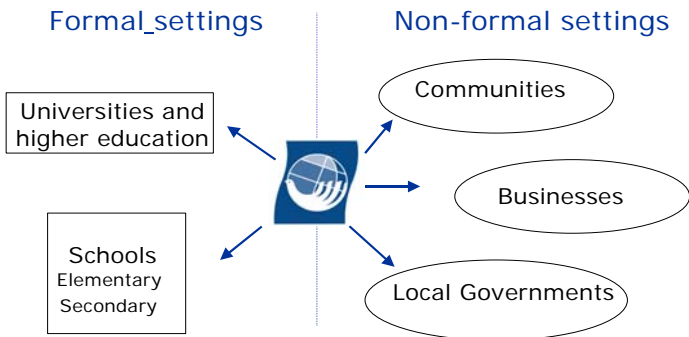 Formal_settings
Non-formal settings
Universities and
higher education
Communities
Businesses
Schools
Elementary
Secondary
Local Governments